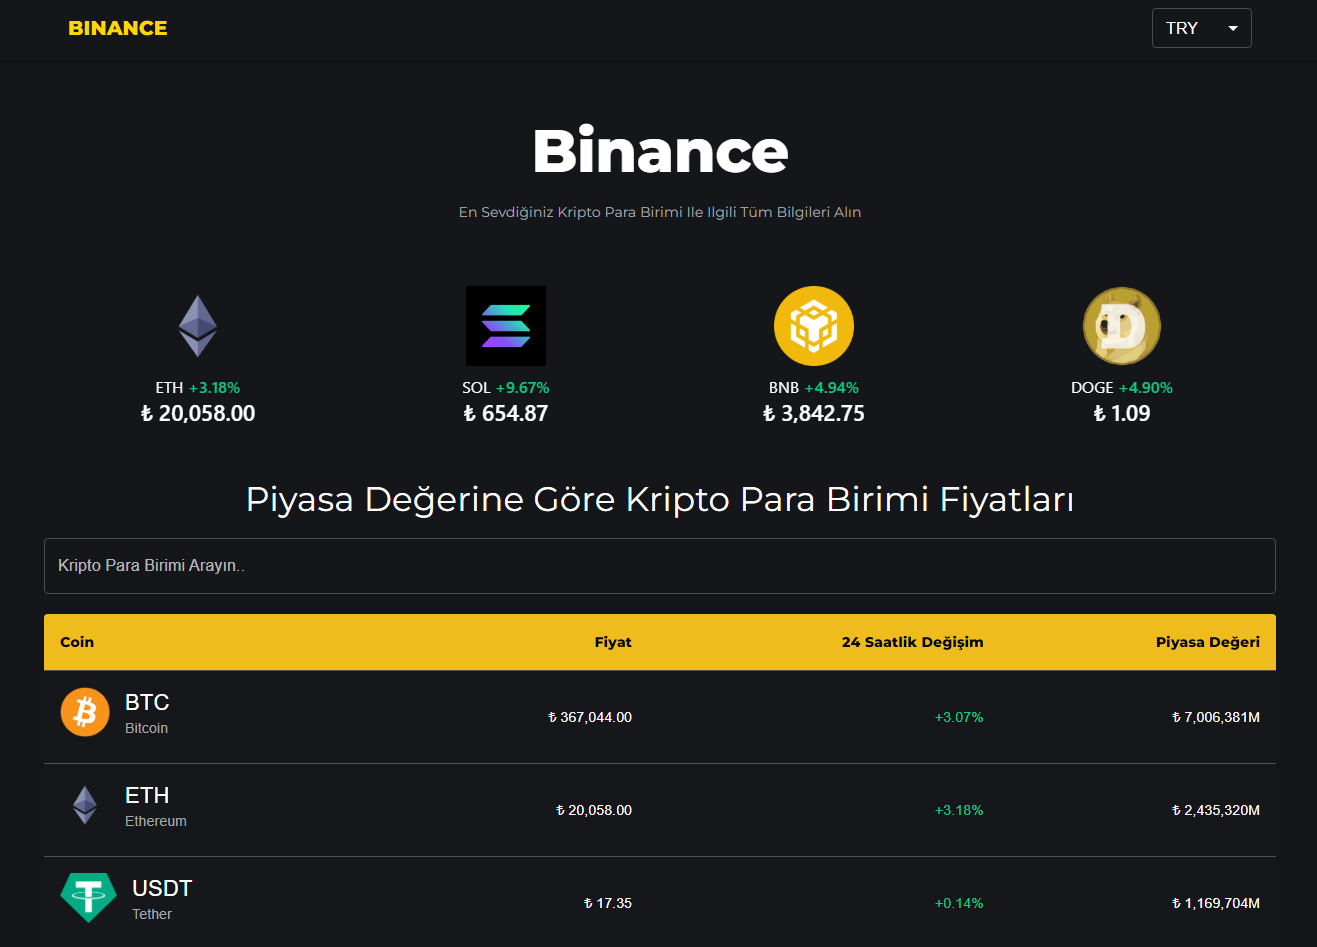 BINANCE
TRY
Binance
En Sevdiğiniz Kripto Para Birimi Ile Ilgili Tüm Bilgileri Alın
ETH +3.18%
₺ 20,058.00
SOL +9.67%
₺ 654.87
BNB +4.94%
₺ 3,842.75
DOGE +4.90%
₺ 1.09
Piyasa Değerine Göre Kripto Para Birimi Fiyatları
Kripto Para Birimi Arayın..
Coin Fiyat 24 Saatlik Değişim Piyasa Değeri
BTC
Bitcoin
₺ 367,044.00 +3.07% ₺ 7,006,381M
ETH
Ethereum
₺ 20,058.00 +3.18% ₺ 2,435,320M
USDT
Tether
₺ 17.35 +0.14% ₺ 1,169,704M